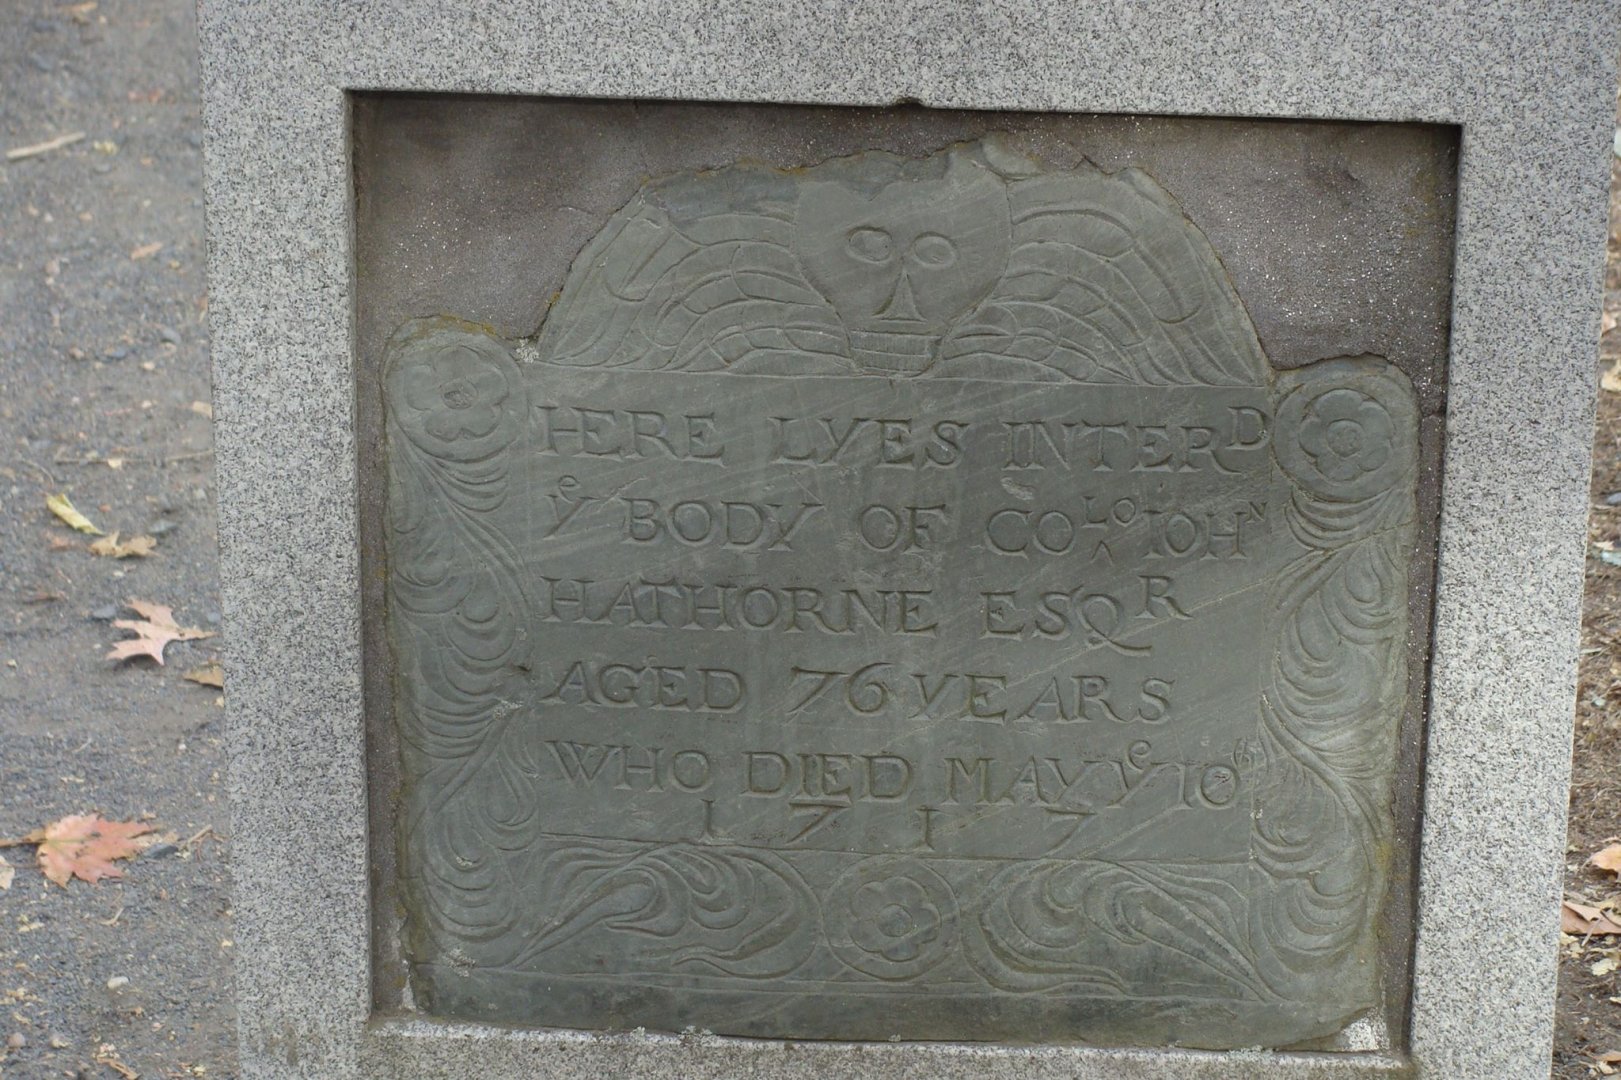 HERE LYES INTERD
Ye BODY OF COLO IOHN
HATHORNE ESQR
AGED 76 YEARS
WHO DIED MAY Ye 10th
1717